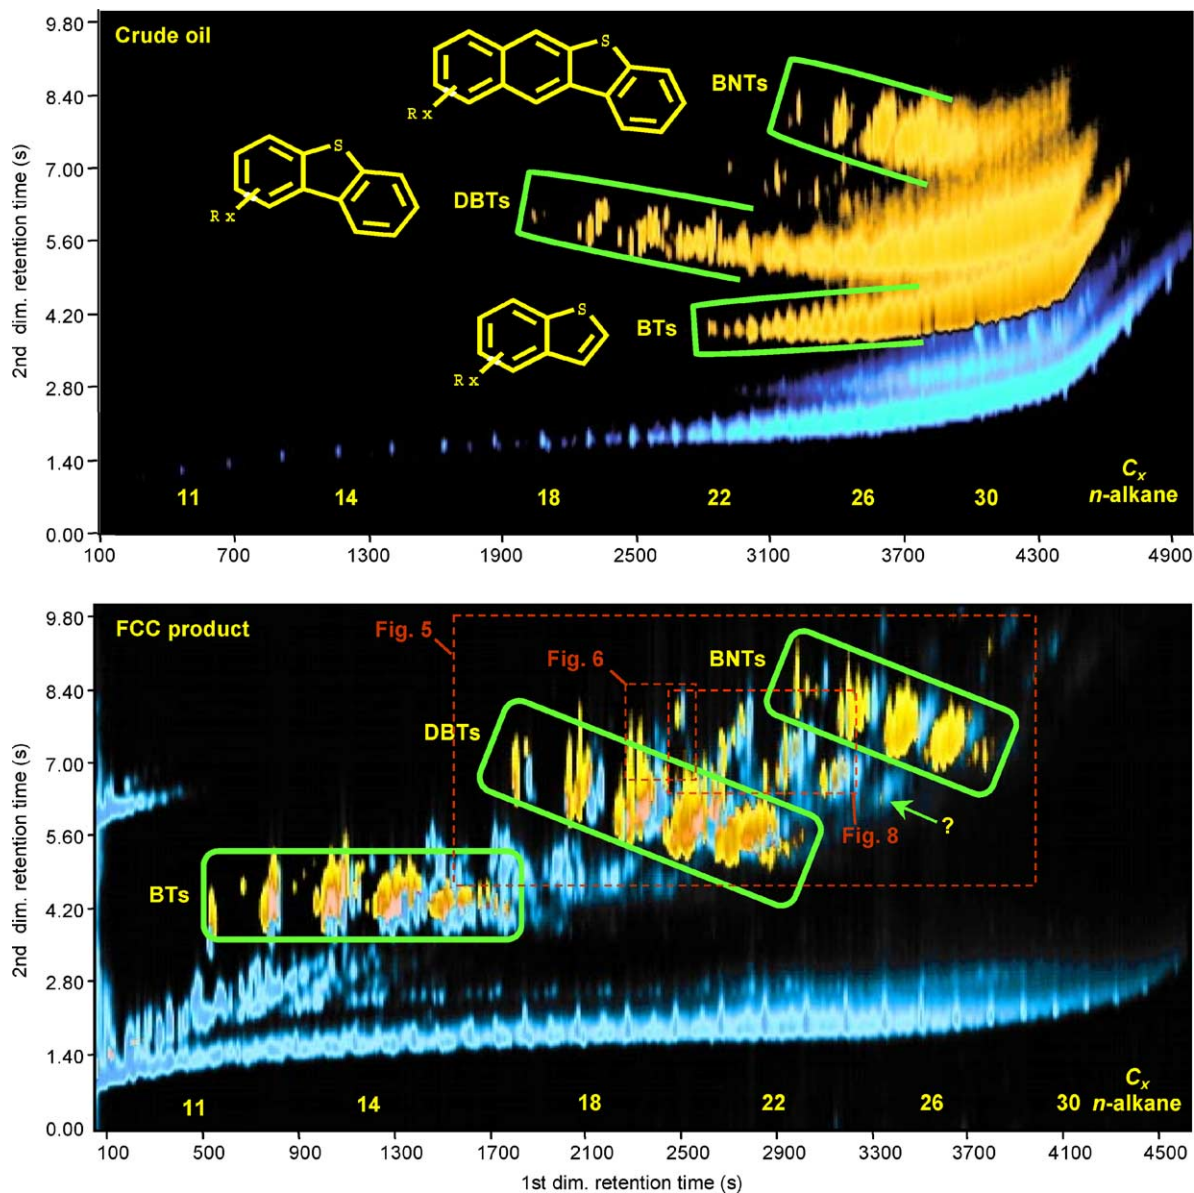 Crude oil
9.80
8.40
7.00
5.60
4.20
2.80
1.40
0.00
2nd dim. retention time (s)
S
R x
BNTs
S
R x
DBTs
S
R x
BTs
11 14 18 22 26 30
Cx
n-alkane
100 700 1300 1900 2500 3100 3700 4300 4900
FCC product
9.80
8.40
7.00
5.60
4.20
2.80
1.40
0.00
2nd dim. retention time (s)
Fig. 5
Fig. 6
BNTs
DBTs
Fig. 8
?
BTs
11 14 18 22 26 30
Cx
n-alkane
100 500 900 1300 1700 2100 2500 2900 3300 3700 4100 4500
1st dim. retention time (s)